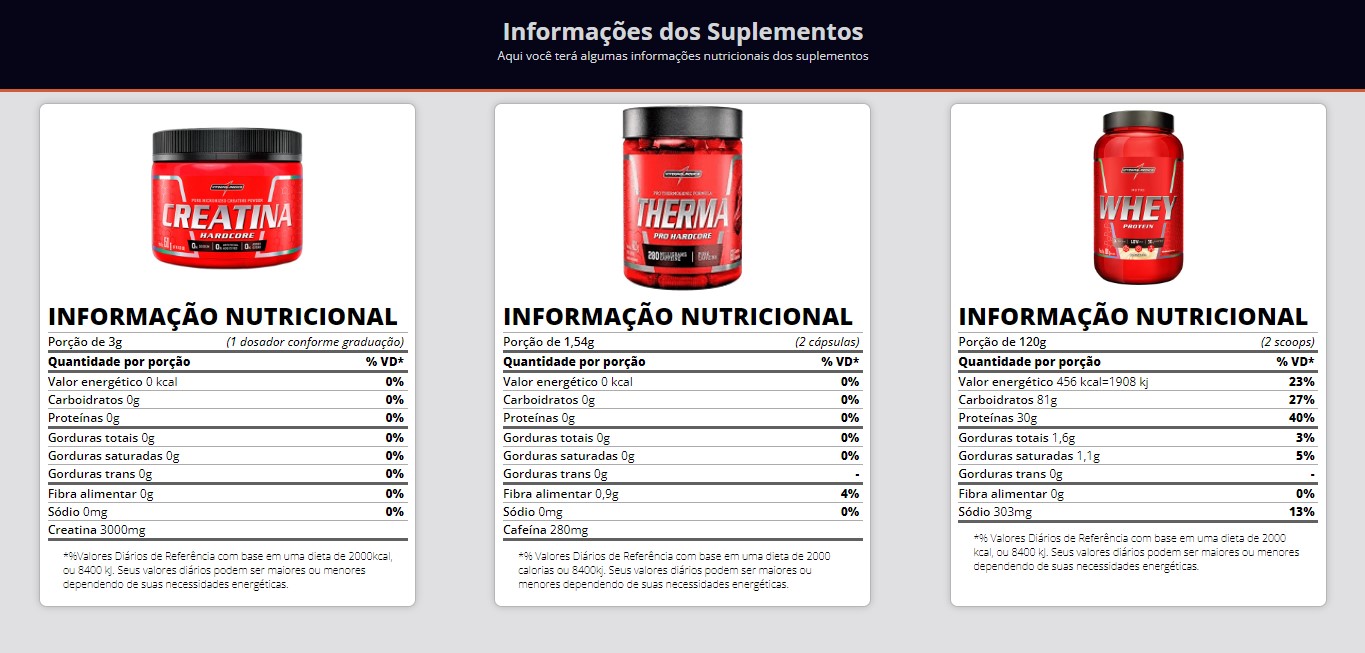 Informações dos Suplementos
Aqui você terá algumas informações nutricionais dos suplementos
CREATINA
HARDCORE
INFORMAÇÃO NUTRICIONAL
Porção de 3g (1 dosador conforme graduação)
Quantidade por porção % VD*
Valor energético 0 kcal 0%
Carboidratos 0g 0%
Proteínas 0g 0%
Gorduras totais 0g 0%
Gorduras saturadas 0g 0%
Gorduras trans 0g 0%
Fibra alimentar 0g 0%
Sódio 0mg 0%
Creatina 3000mg
*%Valores Diários de Referência com base em uma dieta de 2000kcal,
ou 8400 kj. Seus valores diários podem ser maiores ou menores
dependendo de suas necessidades energéticas.
THERMA
PRO HARDCORE
280
INFORMAÇÃO NUTRICIONAL
Porção de 1,54g (2 cápsulas)
Quantidade por porção % VD*
Valor energético 0 kcal 0%
Carboidratos 0g 0%
Proteínas 0g 0%
Gorduras totais 0g 0%
Gorduras saturadas 0g 0%
Gorduras trans 0g -
Fibra alimentar 0,9g 4%
Sódio 0mg 0%
Cafeína 280mg
*% Valores Diários de Referência com base em uma dieta de 2000
calorias ou 8400kj. Seus valores diários podem ser maiores ou
menores dependendo de suas necessidades energéticas.
WHEY
PROTEIN
INFORMAÇÃO NUTRICIONAL
Porção de 120g (2 scoops)
Quantidade por porção % VD*
Valor energético 456 kcal=1908 kj 23%
Carboidratos 81g 27%
Proteínas 30g 40%
Gorduras totais 1,6g 3%
Gorduras saturadas 1,1g 5%
Gorduras trans 0g -
Fibra alimentar 0g 0%
Sódio 303mg 13%
*% Valores Diários de Referência com base em uma dieta de 2000
kcal, ou 8400 kj. Seus valores diários podem ser maiores ou menores
dependendo de suas necessidades energéticas.